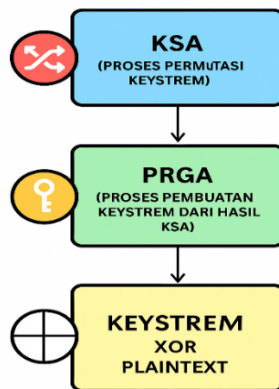 KSA
(PROSES PERMUTASI
KEYSTREM)
PRGA
(PROSES PEMBUATAN
KEYSTREM DARI HASIL
KSA)
KEYSTREM
XOR
PLAINTEXT